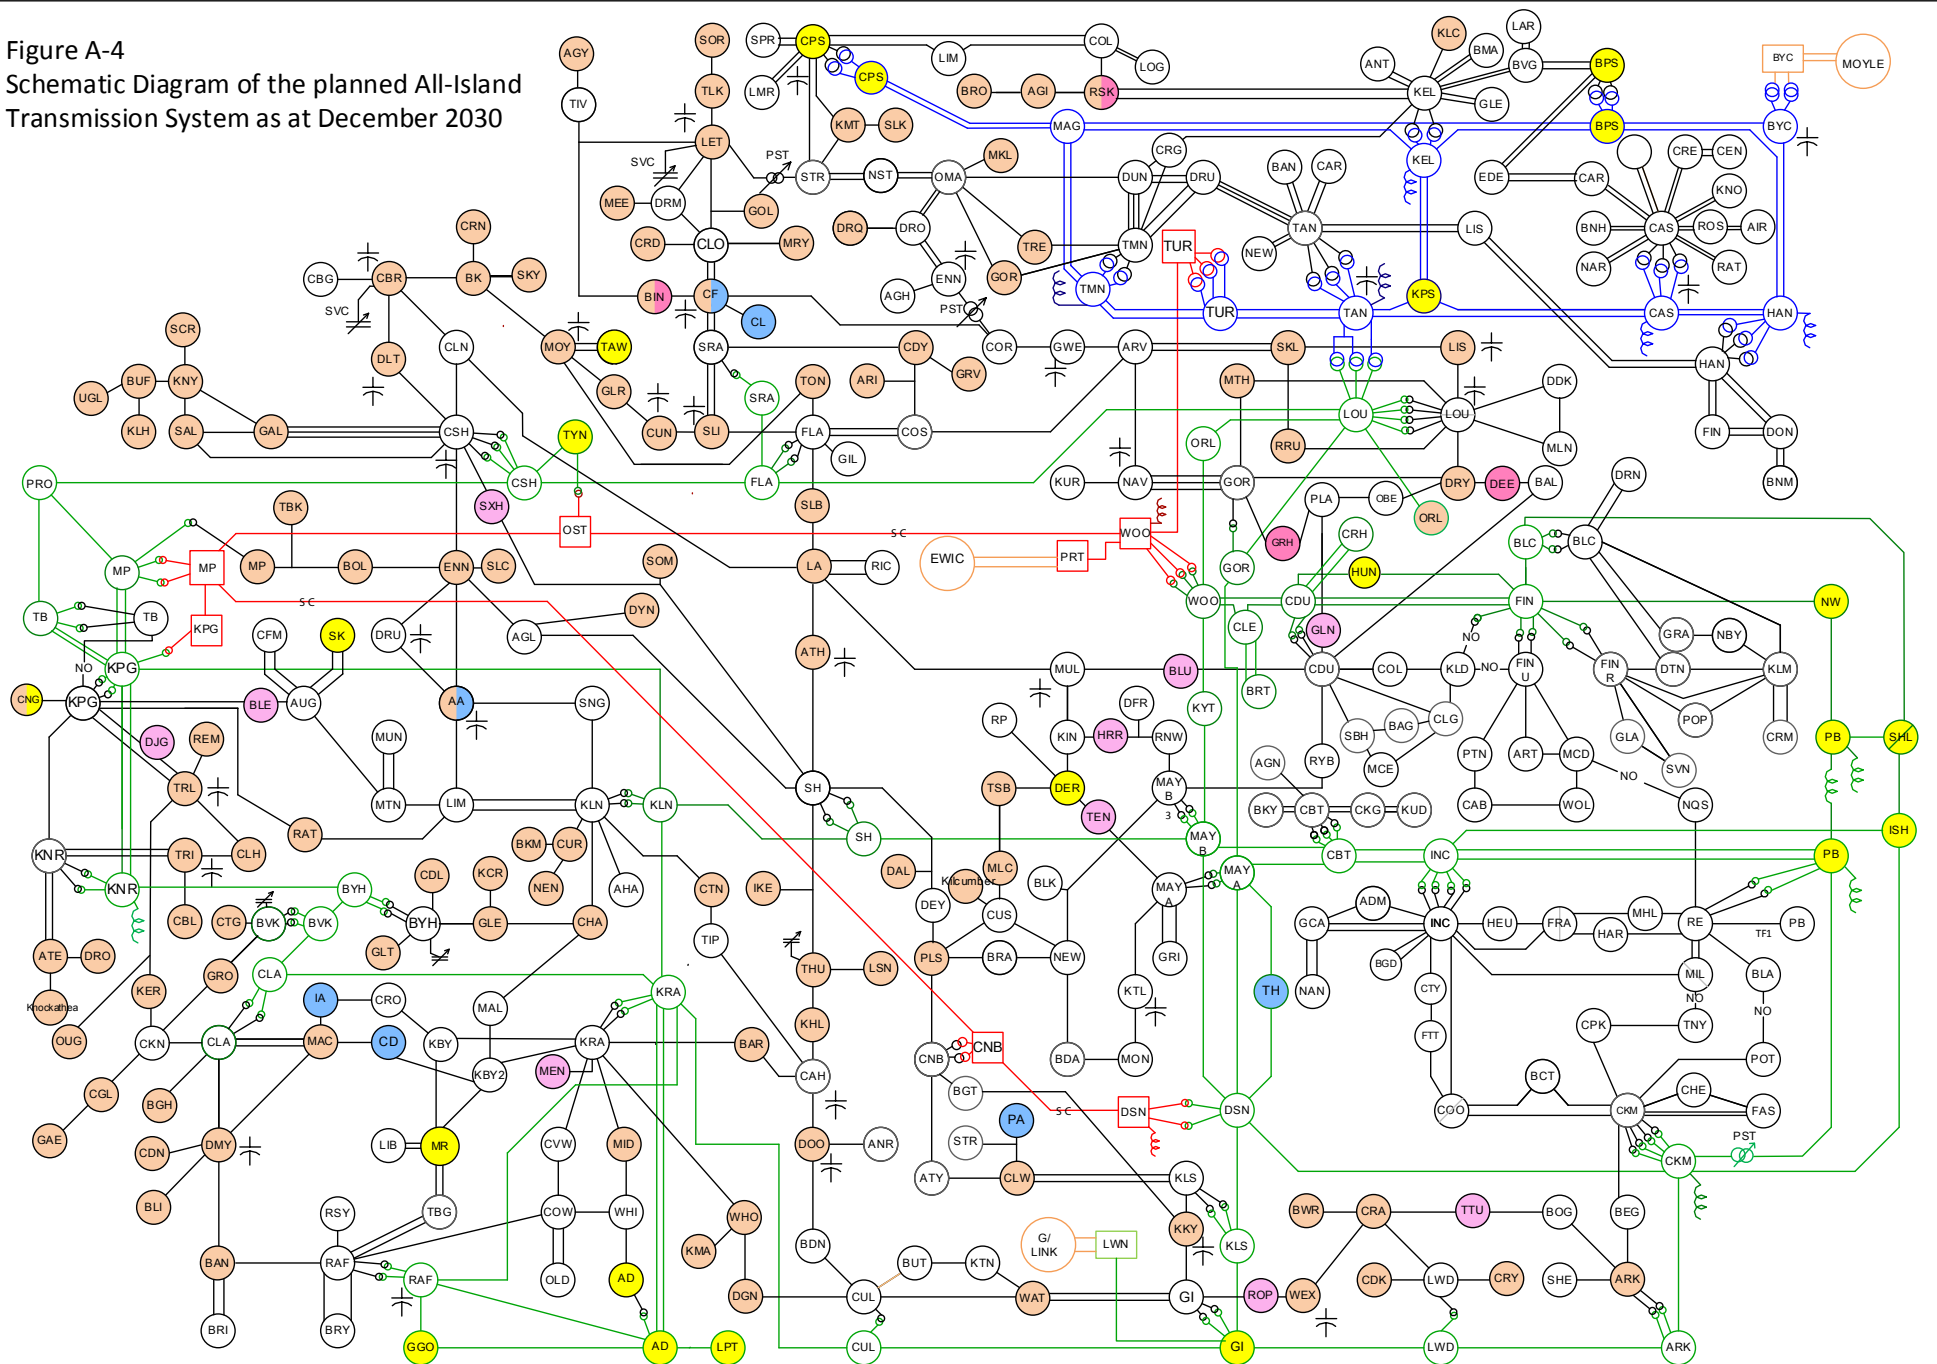 Figure A-4
Schematic Diagram of the planned All-Island
Transmission System as at December 2030
AGY
SOR
SPR
CPS
LIM
COL
LOG
KLC
LAR
BMA
BVG
ANT
BPS
BYC
MOYLE
TIV
TLK
LMR
CPS
BRO
AGI
RSK
KEL
GLE
LET
KMT
SLK
MAG
BPS
BYC
SVC
PST
STR
NST
OMA
MKL
CRG
DUN
DRU
BAN
CAR
KEL
EDE
CAR
CRE
CEN
KNO
MEE
DRM
GOL
CRN
CRD
CLO
MRY
DRQ
DRO
TRE
TMN
TUR
NEW
TAN
LIS
BNH
CAS
ROS
AIR
NAR
RAT
CBG
CBR
BK
SKY
SVC
BIN
CF
CL
AGH
ENN
GOR
PST
TMN
TUR
TAN
KPS
CAS
HAN
SCR
DLT
CLN
MOY
TAW
SRA
CDY
COR
GWE
ARV
SKL
LIS
HAN
UGL
BUF
KNY
GLR
SRA
TON
ARI
GRV
MTH
DDK
KLH
SAL
GAL
CSH
TYN
CUN
SLI
FLA
COS
GIL
ORL
LOU
LOU
RRU
MLN
FIN
DON
PRO
CSH
FLA
KUR
NAV
GOR
PLA
OBE
DRY
DEE
BAL
DRN
BNM
TBK
SXH
SLB
OST
S C
WOO
ORL
GRH
CRH
BLC
BLC
EWIC
PRT
MP
MP
MP
BOL
ENN
SLC
SOM
LA
RIC
GOR
HUN
KPG
S C
TB
TB
CFM
SK
DRU
AGL
DYN
WOO
CDU
FIN
NW
CLE
GLN
NO
GRA
NBY
NO
KPG
ATH
MUL
BLU
CDU
COL
KLD
NO
FIN U
FIN R
DTN
KLM
CNG
KPG
BLE
AUG
AA
SNG
RP
KIN
HRR
DFR
RNW
KYT
BRT
SBH
BAG
CLG
POP
CRM
DJG
REM
MUN
RYB
MCE
PTN
ART
MCD
GLA
SVN
PB
SHL
TRL
MTN
LIM
KLN
KLN
SH
TSB
DER
MAY B 3
AGN
NO
NQS
RAT
TEN
BKY
CBT
CKG
KUD
CAB
WOL
KNR
TRI
CLH
BKM
CUR
SH
MAY B
CBT
INC
PB
ISH
KNR
BYH
CDL
KCR
NEN
AHA
CTN
IKE
DAL
MLC
Kilcumber
BLK
MAY A
MAY A
CBL
CTG
BVK
BVK
BYH
GLE
CHA
DEY
CUS
GCA
ADM
INC
HEU
FRA
MHL
HAR
RE
TF1
PB
ATE
DRO
GRO
CLA
GLT
TIP
THU
LSN
PLS
BRA
NEW
GRI
BGD
MIL
BLA
Knockathea
KER
IA
CRO
MAL
KRA
KTL
TH
NAN
CTY
NO
NO
OUG
CKN
CLA
MAC
CD
KBY
KRA
BAR
KHL
CNB
CNB
BDA
MON
FTT
CPK
TNY
CGL
BGH
KBY2
MEN
CAH
BGT
POT
GAE
PA
S C
DSN
DSN
COO
BCT
CKM
CHE
FAS
CDN
DMY
LIB
MR
CVW
MID
DOO
ANR
STR
PST
CKM
BLI
ATY
CLW
KLS
RSY
TBG
COW
WHI
WHO
KKY
BWR
CRA
TTU
BOG
BEG
BAN
RAF
RAF
OLD
AD
KMA
BDN
G/ LINK
LWN
KLS
BUT
KTN
CDK
LWD
CRY
SHE
ARK
DGN
CUL
WAT
GI
ROP
WEX
BRI
BRY
GGO
AD
LPT
CUL
GI
LWD
ARK